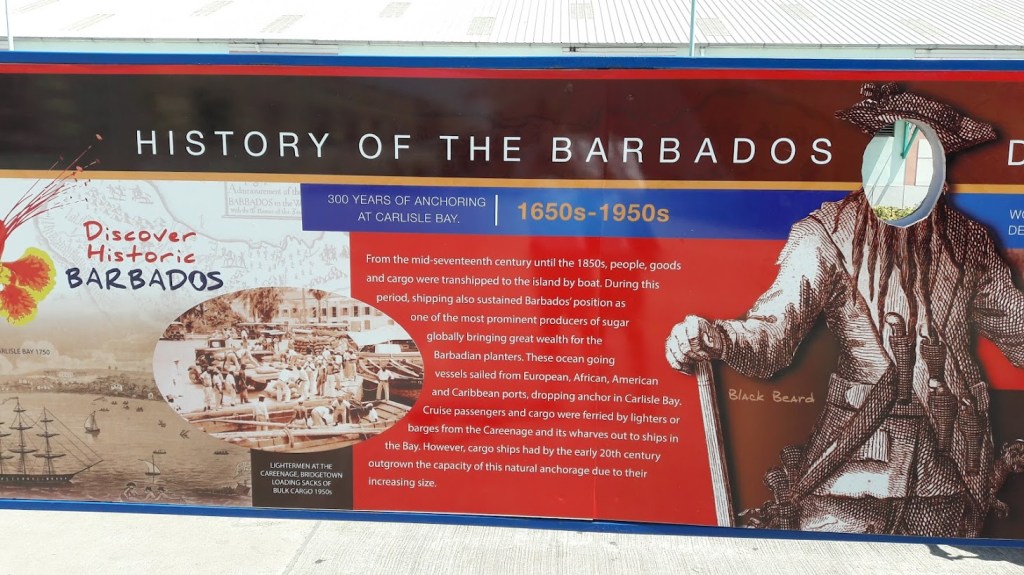 HISTORY OF THE BARBADOS D
300 YEARS OF ANCHORING
AT CARLISLE BAY.
1650s-1950s
WO
DE
Discover
Historic
BARBADOS
CARLISLE BAY 1750
From the mid-seventeenth century until the 1850s, people, goods
and cargo were transhipped to the island by boat. During this
period, shipping also sustained Barbados' position as
one of the most prominent producers of sugar
globally bringing great wealth for the
Barbadian planters. These ocean going
vessels sailed from European, African, American
and Caribbean ports, dropping anchor in Carlisle Bay.
Cruise passengers and cargo were ferried by lighters or
barges from the Careenage and its wharves out to ships in
the Bay. However, cargo ships had by the early 20th century
outgrown the capacity of this natural anchorage due to their
increasing size.
LIGHTERMEN AT THE
CAREENAGE, BRIDGETOWN
LOADING SACKS OF
BULK CARGO 1950s
Black Beard